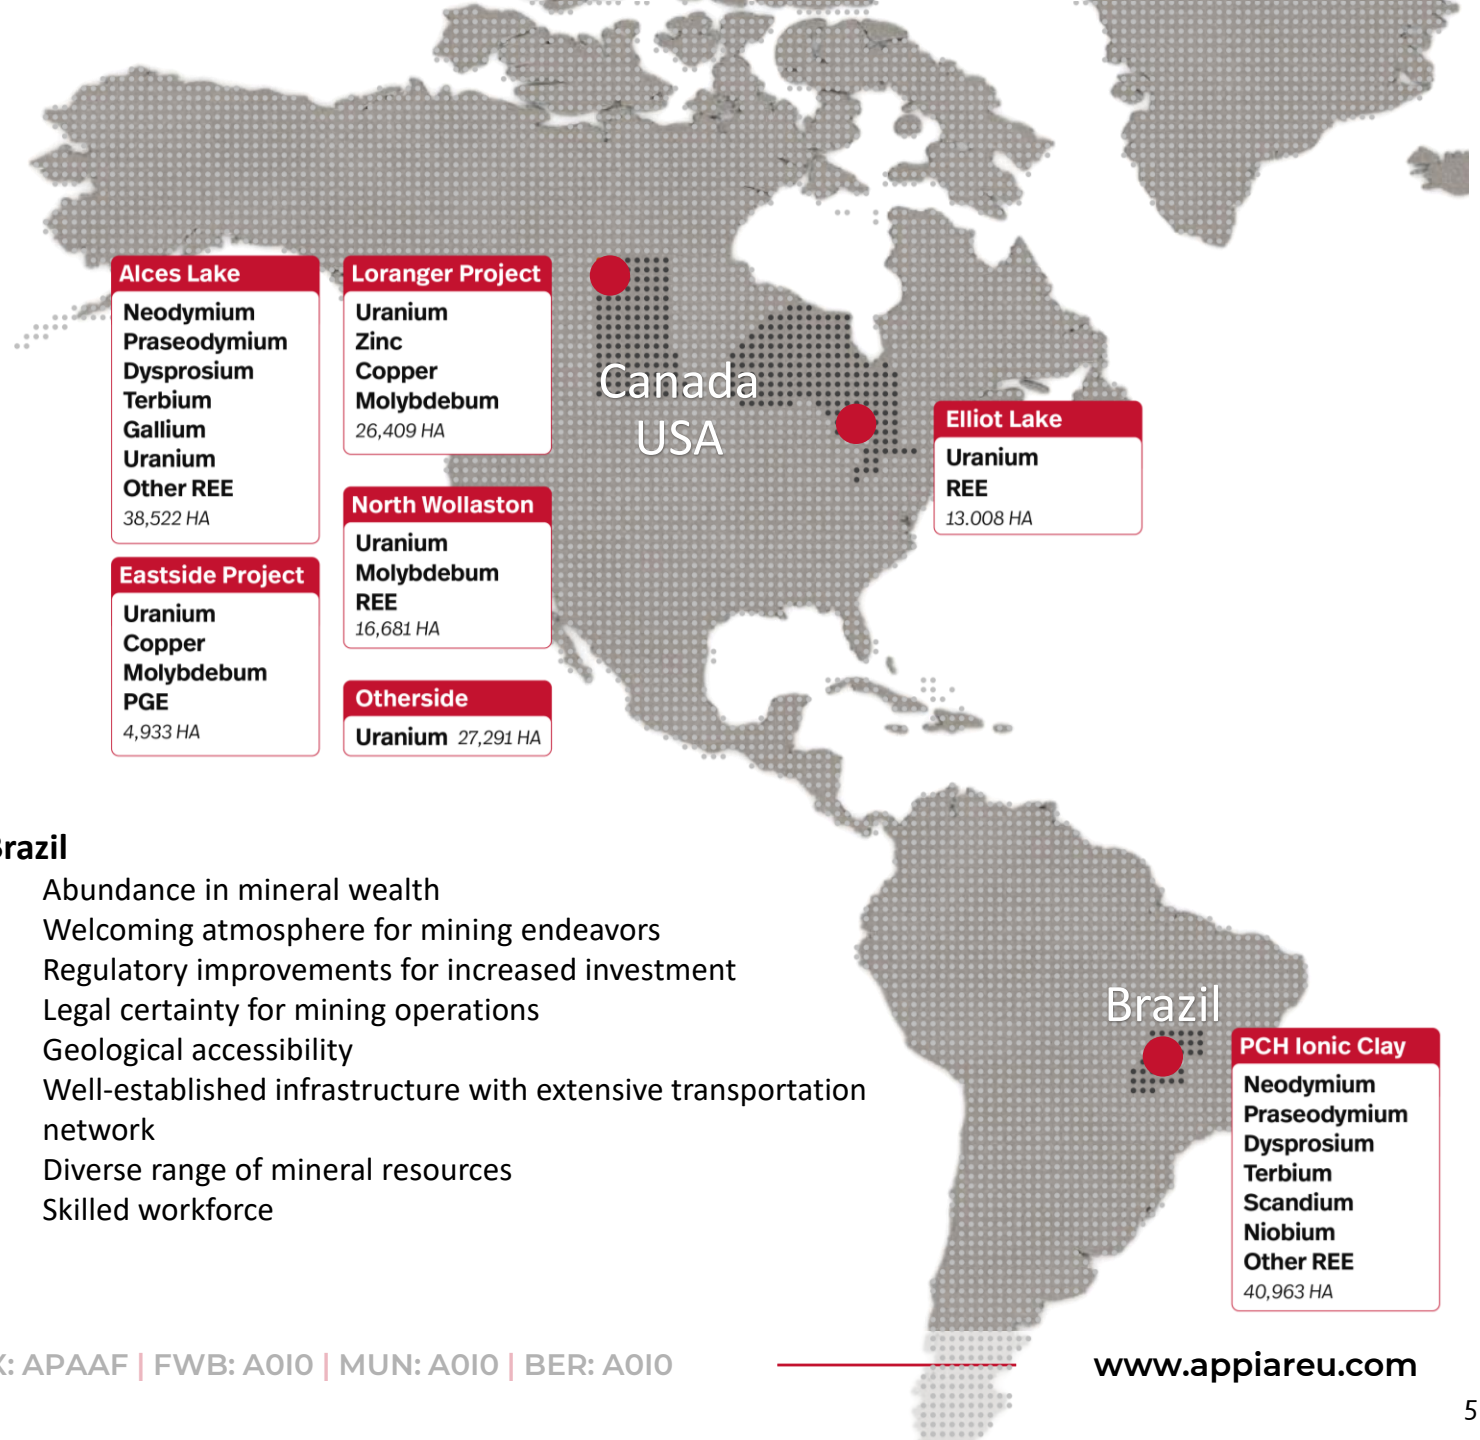 Alces Lake
Neodymium
Praseodymium
Dysprosium
Terbium
Gallium
Uranium
Other REE
38,522 HA
Loranger Project
Uranium
Zinc
Copper
Molybdebum
26,409 HA
Canada
USA
Elliot Lake
Uranium
REE
13.008 HA
Eastside Project
Uranium
Copper
Molybdebum
PGE
4,933 HA
North Wollaston
Uranium
Molybdebum
REE
16,681 HA
Otherside
Uranium 27,291 HA
Brazil
Abundance in mineral wealth
Welcoming atmosphere for mining endeavors
Regulatory improvements for increased investment
Legal certainty for mining operations
Geological accessibility
Well-established infrastructure with extensive transportation
network
Diverse range of mineral resources
Skilled workforce
Brazil
PCH Ionic Clay
Neodymium
Praseodymium
Dysprosium
Terbium
Scandium
Niobium
Other REE
40,963 HA
X: APAAF | FWB: A0I0 | MUN: A0I0 | BER: A0I0
www.appiareu.com
5